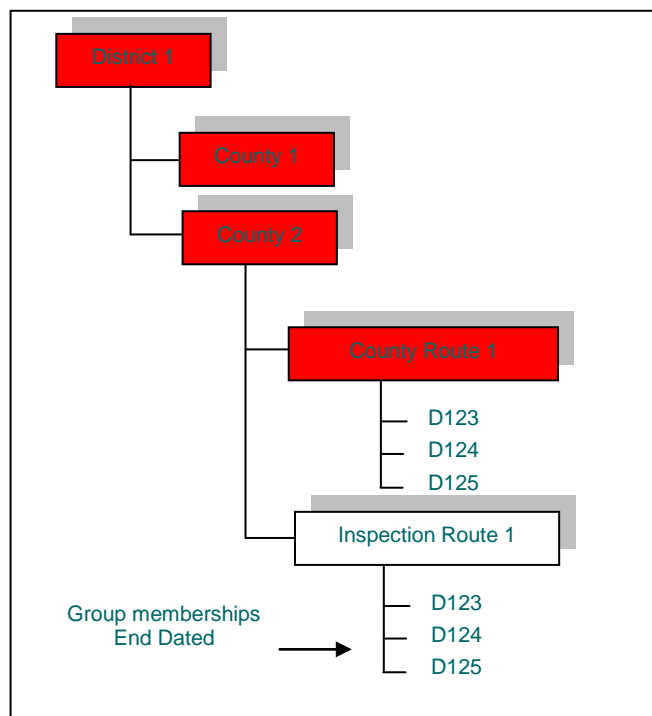 District 1
County 1
County 2
County Route 1
D123
D124
D125
Inspection Route 1
D123
D124
D125
Group memberships
End Dated